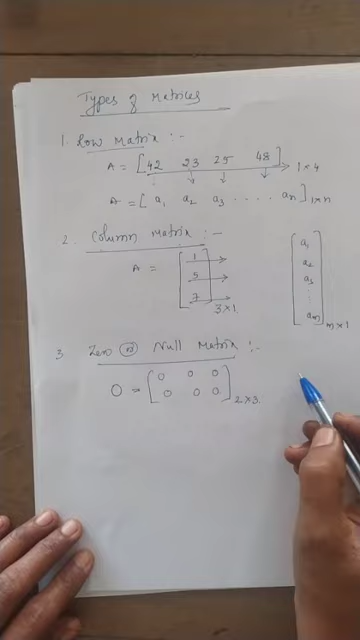 Types of Matrices
1. Row Matrix :-
A = [42 23 25 48] 1×4
A = [a₁ a₂ a₃ .... aₙ] 1×n
2. Column Matrix :-
A = [1 5 7] 3×1 [a₁ a₂ a₃ ⋮ aₘ] m×1
3. Zero or Null Matrix :-
O = [0 0 0
0 0 0] 2×3.